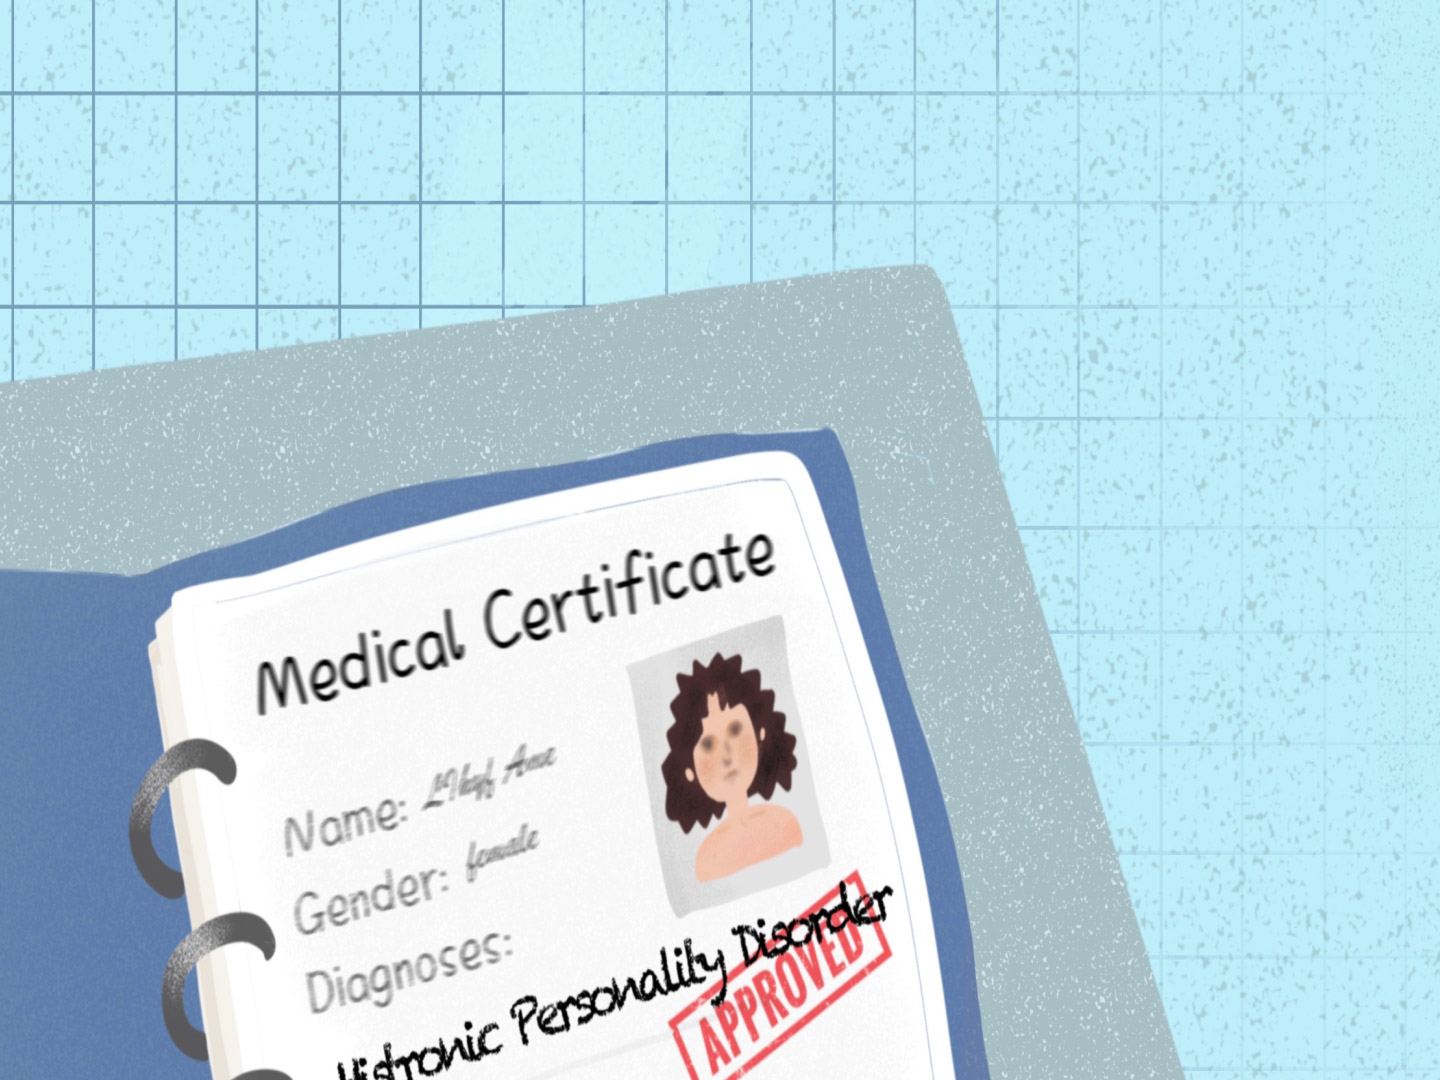 Medical Certificate
Name:
Gender: female
Diagnoses:
Histronic Personality Disorder
APPROVED